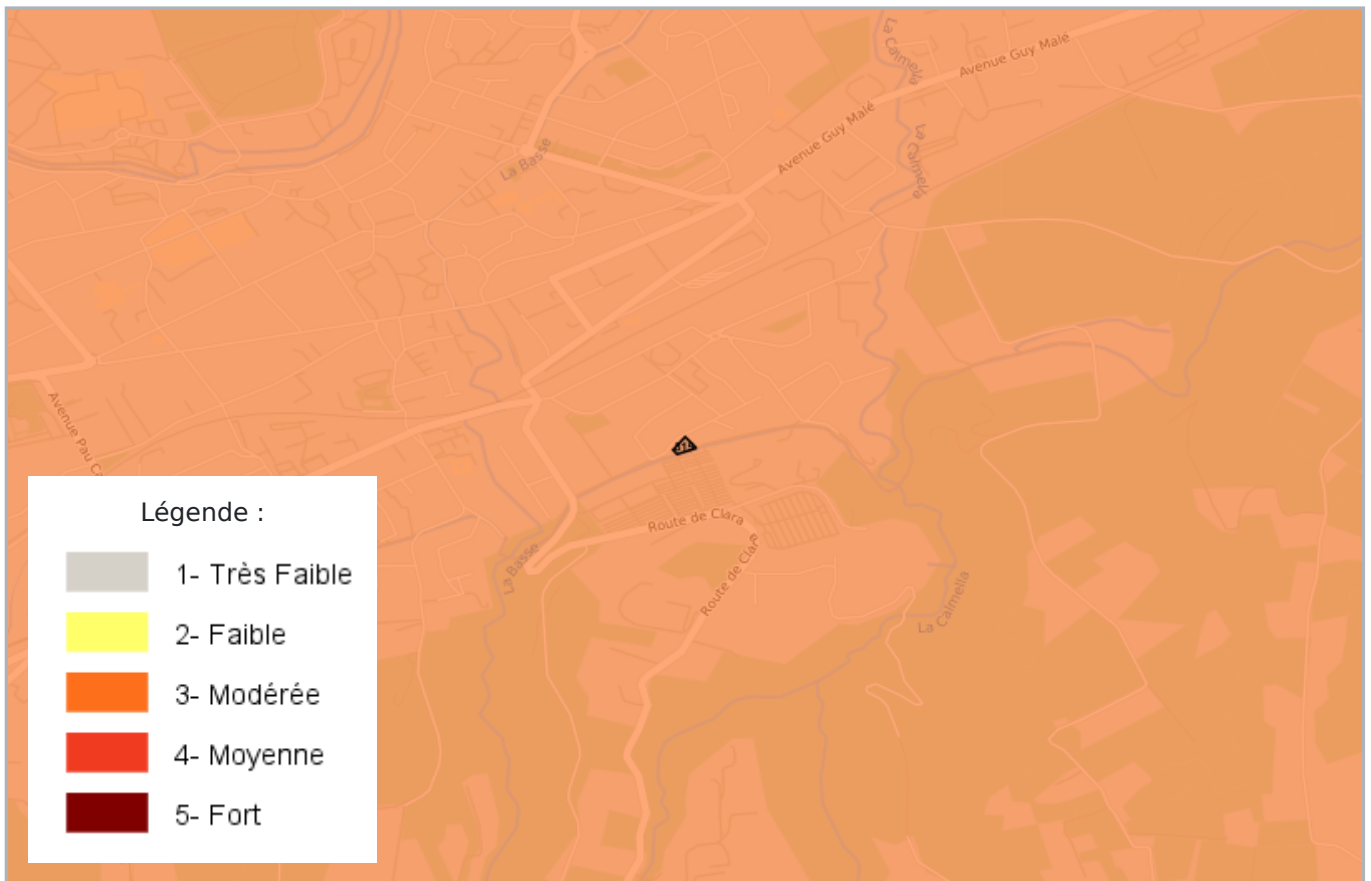 La Calmella
Avenue Guy Malé
Avenue Guy Malé
La Basse
La Calmella
Avenue Pau Ca
Route de Clara
Route de Clara
La Basse
La Calmella
Légende :
1- Très Faible
2- Faible
3- Modérée
4- Moyenne
5- Fort